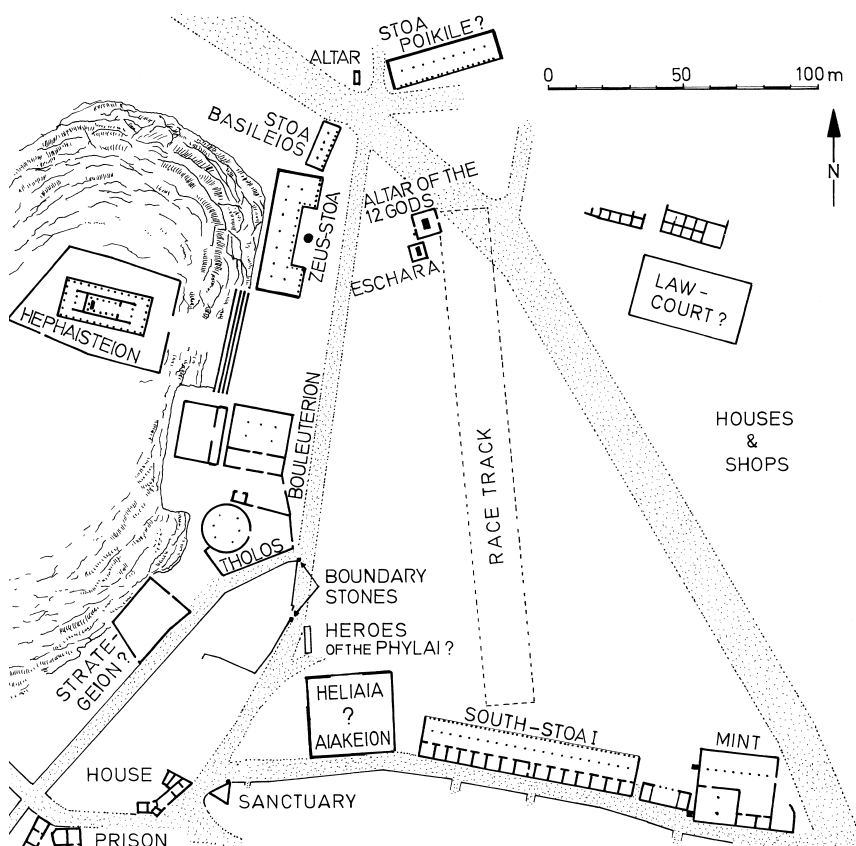 STOA
POIKILE?
ALTAR
0 50 100 m
STOA
BASILEIOS
N
ALTAR OF THE
12 GODS
ZEUS-STOA
ESCHARA
LAW-
COURT?
HEPHAISTEION
BOULEUTERION
HOUSES
&
SHOPS
RACE TRACK
THOLOS
BOUNDARY
STONES
HEROES
OF THE PHYLAI?
STRATE-
GEION?
HELIAIA
?
AIAKEION
SOUTH-STOA I
MINT
HOUSE
SANCTUARY
PRISON